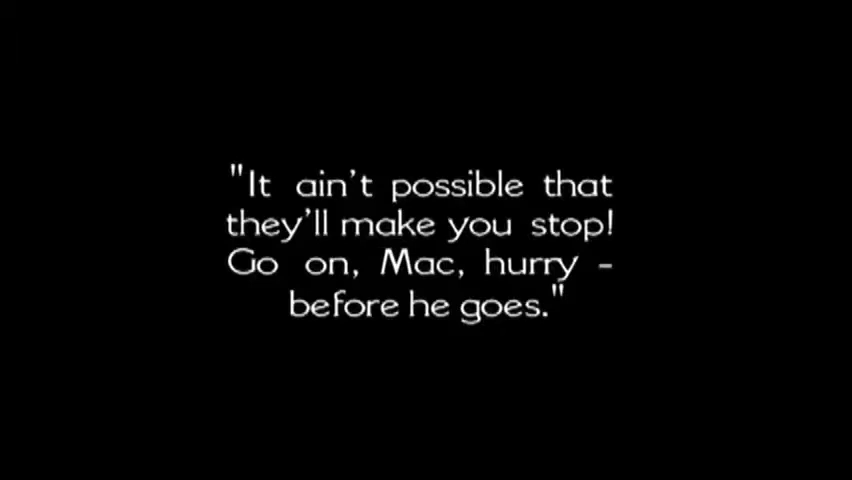 "It ain't possible that
they'll make you stop!
Go on, Mac, hurry -
before he goes."